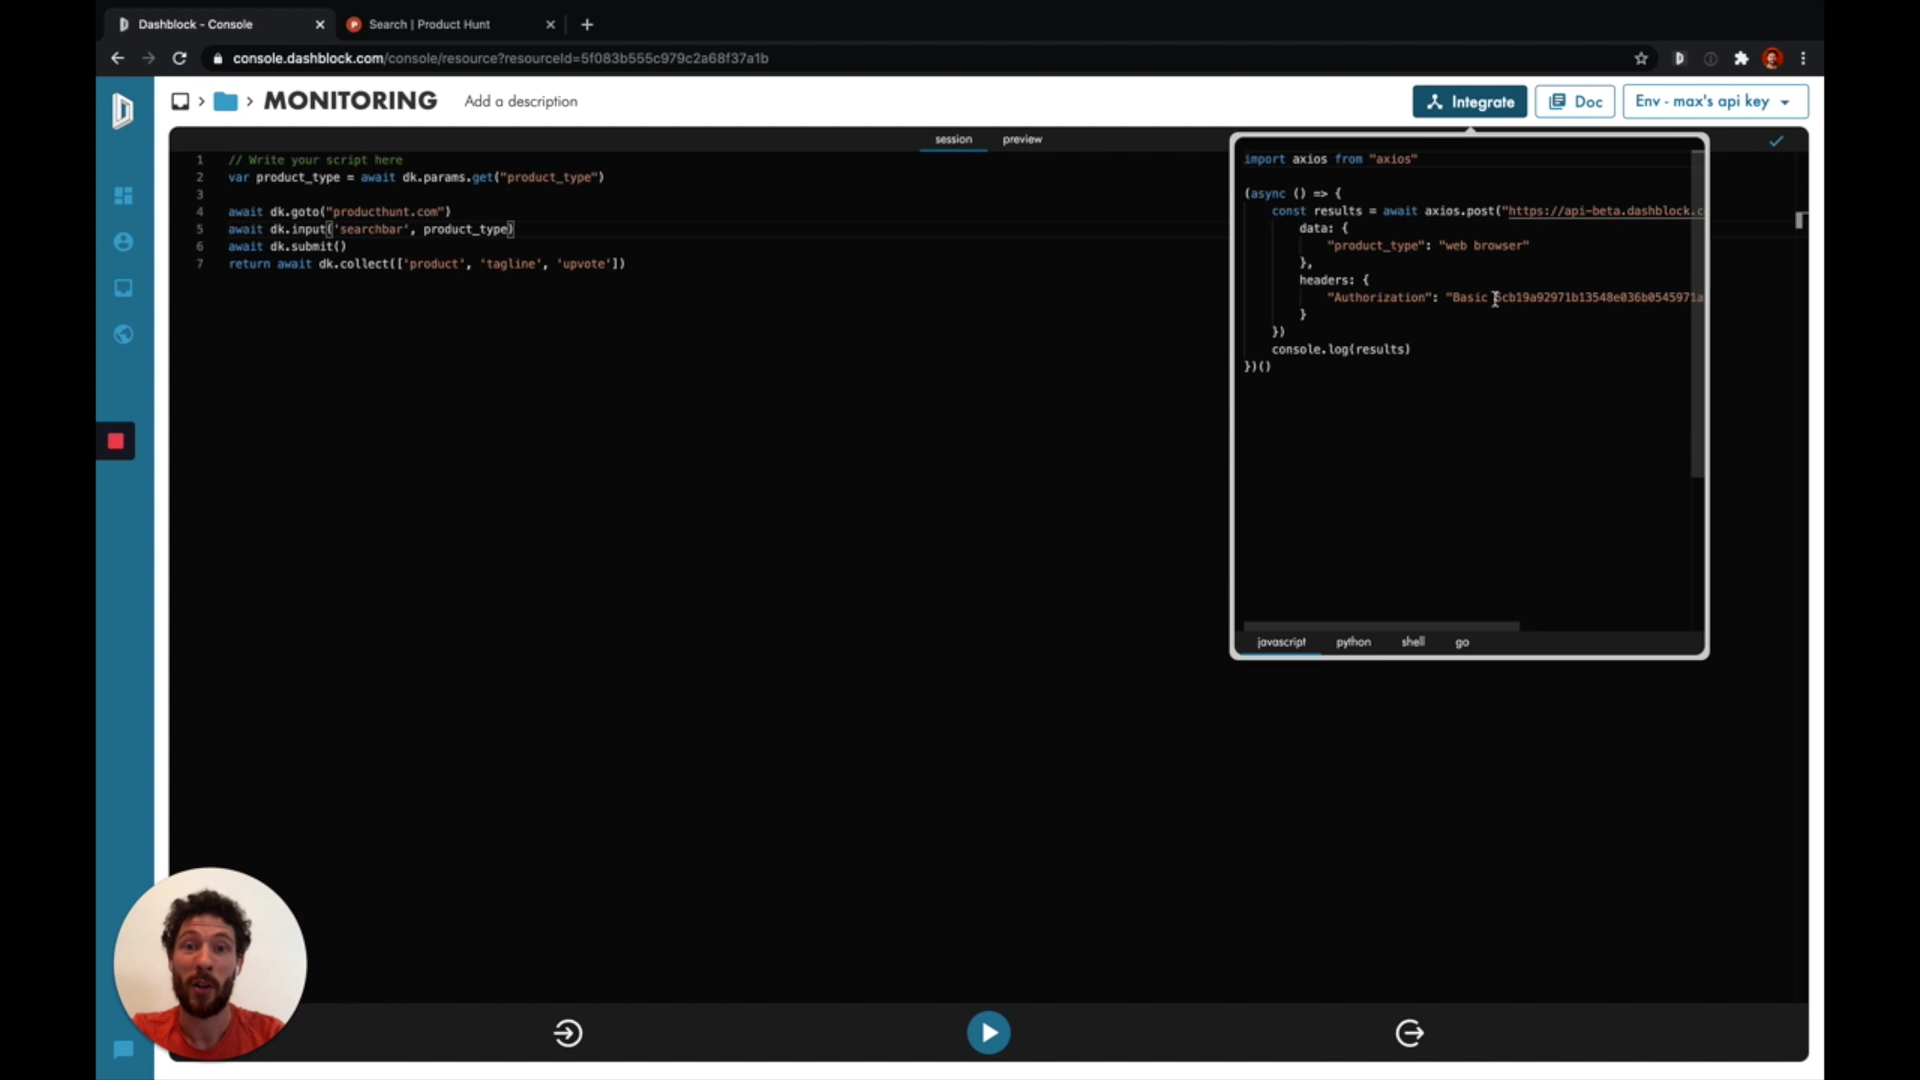 Dashblock - Console
Search | Product Hunt
console.dashblock.com/console/resource?resourceId=5f083b555c979c2a68f37a1b
MONITORING
Add a description
Integrate
Doc
Env - max's api key
session
preview
1 // Write your script here
2 var product_type = await dk.params.get("product_type")
3
4 await dk.goto("producthunt.com")
5 await dk.input('searchbar', product_type)
6 await dk.submit()
7 return await dk.collect(['product', 'tagline', 'upvote'])
import axios from "axios"
(async () => {
const results = await axios.post("https://api-beta.dashblock.c
data: {
"product_type": "web browser"
},
headers: {
"Authorization": "Basic
}
})
console.log(results)
})()
javascript
python
shell
go